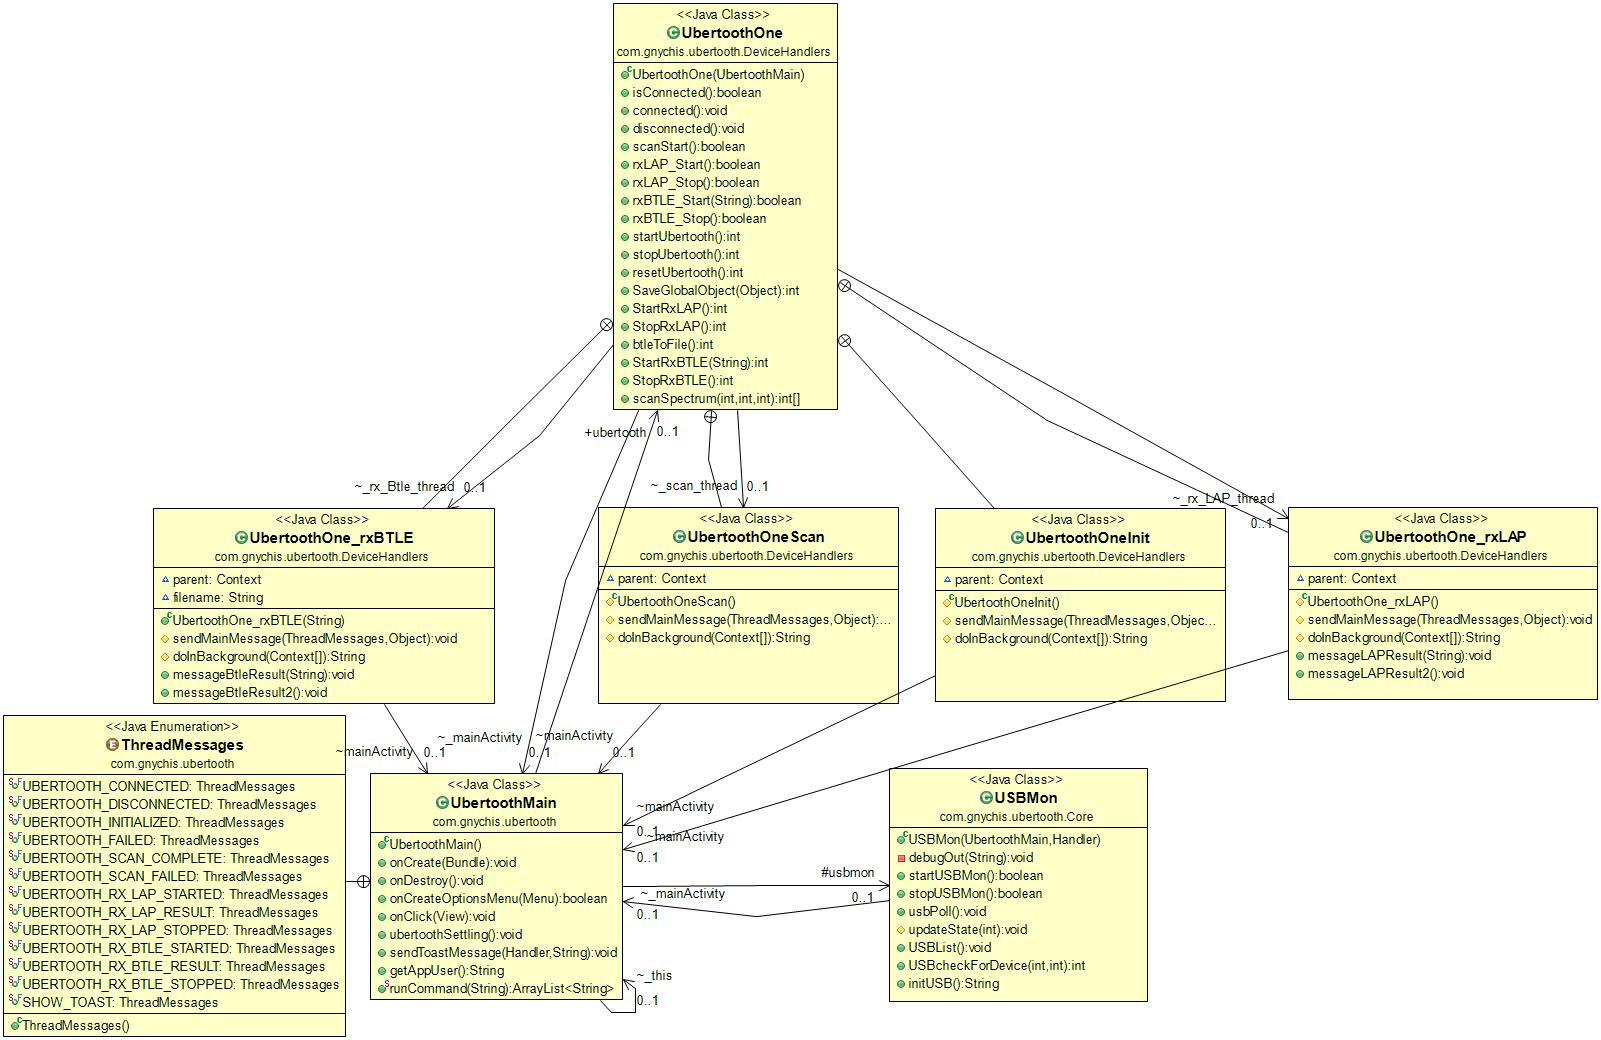 <<Java Class>>
UbertoothOne
com.gnychis.ubertooth.DeviceHandlers
UbertoothOne(UbertoothMain)
isConnected():boolean
connected():void
disconnected():void
scanStart():boolean
rxLAP_Start():boolean
rxLAP_Stop():boolean
rxBTLE_Start(String):boolean
rxBTLE_Stop():boolean
startUbertooth():int
stopUbertooth():int
resetUbertooth():int
SaveGlobalObject(Object):int
StartRxLAP():int
StopRxLAP():int
btleToFile():int
StartRxBTLE(String):int
StopRxBTLE():int
scanSpectrum(int,int,int):int[]
+ubertooth 0..1
~_rx_Btle_thread 0..1
~_scan_thread 0..1
~_rx_LAP_thread
0..1
<<Java Class>>
UbertoothOne_rxBTLE
com.gnychis.ubertooth.DeviceHandlers
parent: Context
filename: String
UbertoothOne_rxBTLE(String)
sendMainMessage(ThreadMessages,Object):void
doInBackground(Context[]):String
messageBtleResult(String):void
messageBtleResult2():void
<<Java Class>>
UbertoothOneScan
com.gnychis.ubertooth.DeviceHandlers
parent: Context
UbertoothOneScan()
sendMainMessage(ThreadMessages,Object):...
doInBackground(Context[]):String
<<Java Class>>
UbertoothOneInit
com.gnychis.ubertooth.DeviceHandlers
parent: Context
UbertoothOneInit()
sendMainMessage(ThreadMessages,Objec...
doInBackground(Context[]):String
<<Java Class>>
UbertoothOne_rxLAP
com.gnychis.ubertooth.DeviceHandlers
parent: Context
UbertoothOne_rxLAP()
sendMainMessage(ThreadMessages,Object):void
doInBackground(Context[]):String
messageLAPResult(String):void
messageLAPResult2():void
~mainActivity 0..1
~_mainActivity 0..1
~mainActivity 0..1
~mainActivity
0..1
~mainActivity
0..1
<<Java Enumeration>>
ThreadMessages
com.gnychis.ubertooth
UBERTOOTH_CONNECTED: ThreadMessages
UBERTOOTH_DISCONNECTED: ThreadMessages
UBERTOOTH_INITIALIZED: ThreadMessages
UBERTOOTH_FAILED: ThreadMessages
UBERTOOTH_SCAN_COMPLETE: ThreadMessages
UBERTOOTH_SCAN_FAILED: ThreadMessages
UBERTOOTH_RX_LAP_STARTED: ThreadMessages
UBERTOOTH_RX_LAP_RESULT: ThreadMessages
UBERTOOTH_RX_LAP_STOPPED: ThreadMessages
UBERTOOTH_RX_BTLE_STARTED: ThreadMessages
UBERTOOTH_RX_BTLE_RESULT: ThreadMessages
UBERTOOTH_RX_BTLE_STOPPED: ThreadMessages
SHOW_TOAST: ThreadMessages
ThreadMessages()
<<Java Class>>
UbertoothMain
com.gnychis.ubertooth
UbertoothMain()
onCreate(Bundle):void
onDestroy():void
onCreateOptionsMenu(Menu):boolean
onClick(View):void
ubertoothSettling():void
sendToastMessage(Handler,String):void
getAppUser():String
runCommand(String):ArrayList<String>
#usbmon
0..1
~_mainActivity
0..1
~_this
0..1
<<Java Class>>
USBMon
com.gnychis.ubertooth.Core
USBMon(UbertoothMain,Handler)
debugOut(String):void
startUSBMon():boolean
stopUSBMon():boolean
usbPoll():void
updateState(int):void
USBList():void
USBcheckForDevice(int,int):int
initUSB():String